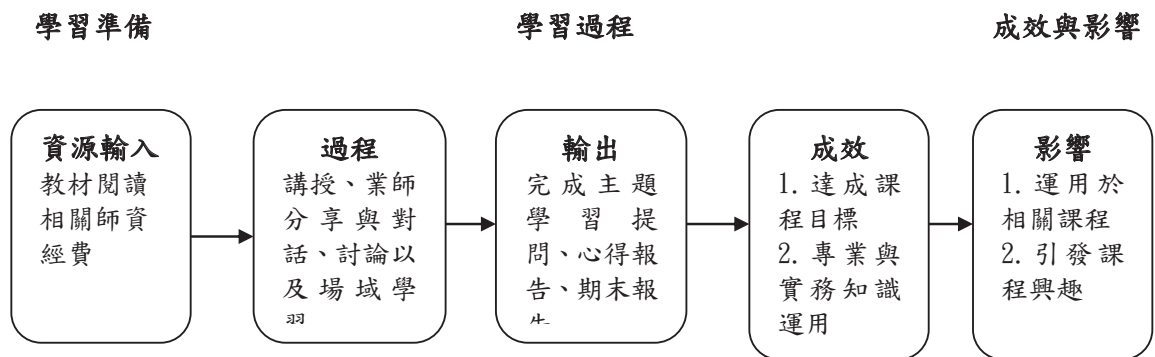 學習準備
學習過程
成效與影響
資源輸入
教材閱讀
相關師資
經費
過程
講授、業師
分享與對
話、討論以
及場域學
輸出
完成主題
學習提
問、心得報
告、期末報
成效
1. 達成課
程目標
2. 專業與
實務知識
運用
影響
1. 運用於
相關課程
2. 引發課
程興趣